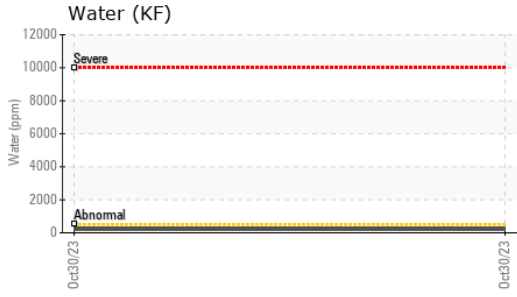 Water (KF)
12000
Severe
10000
8000
Water (ppm)
6000
4000
2000
Abnormal
0
Oct30/23
Oct30/23